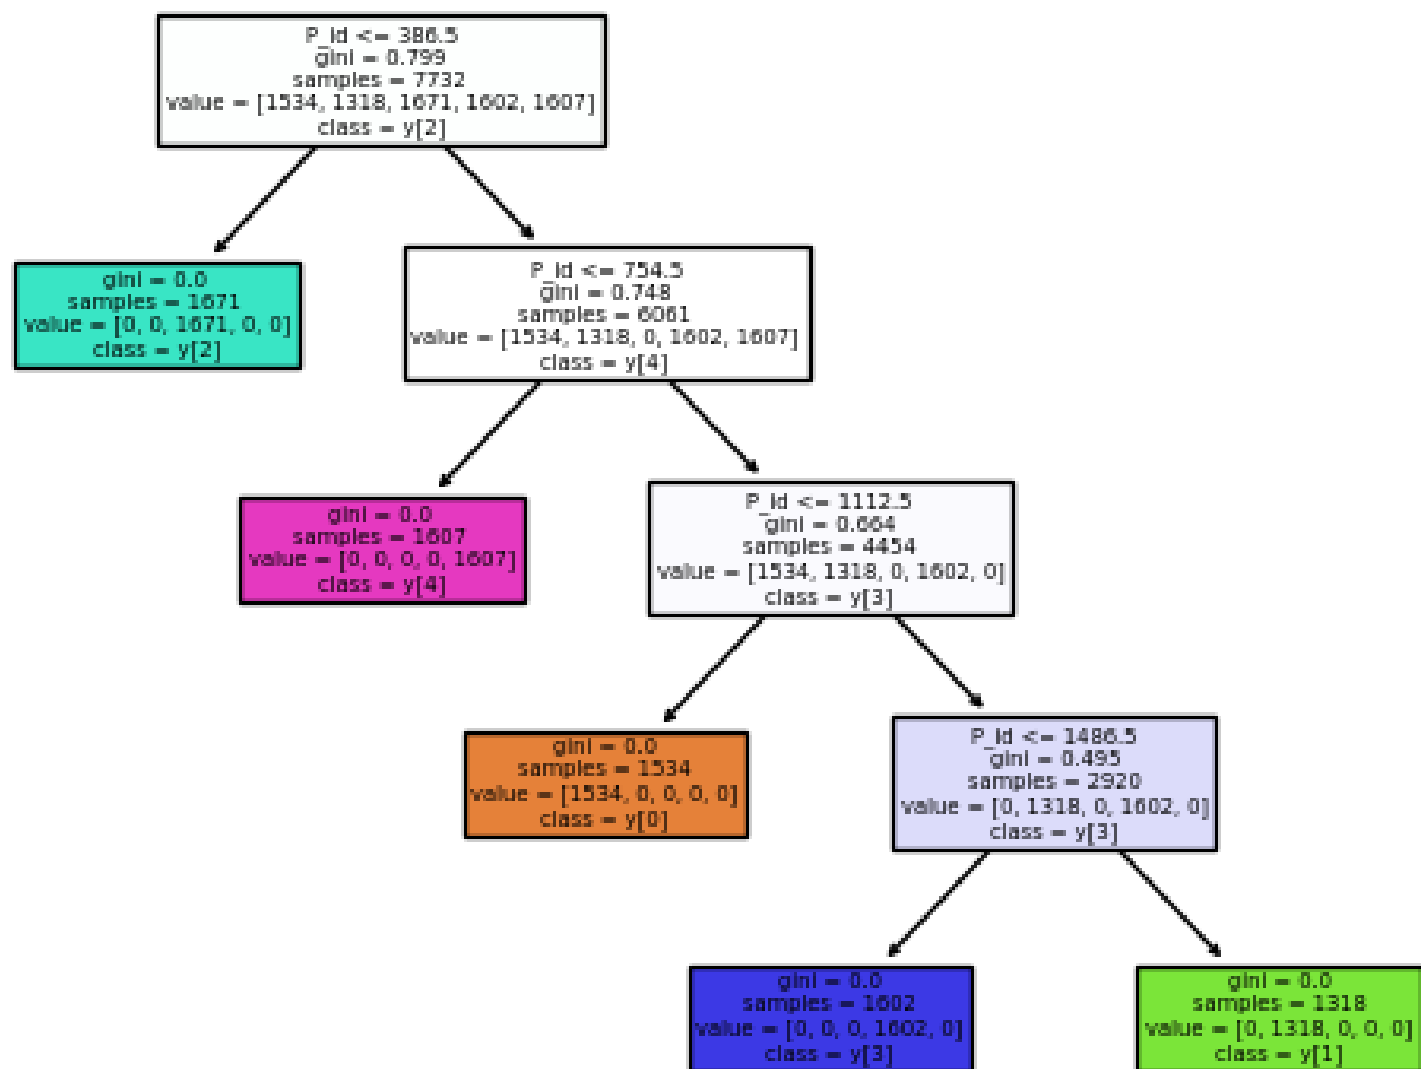 P_id <= 386.5
gini = 0.799
samples = 7732
value = [1534, 1318, 1671, 1602, 1607]
class = y[2]
gini = 0.0
samples = 1671
value = [0, 0, 1671, 0, 0]
class = y[2]
P_id <= 754.5
gini = 0.748
samples = 6061
value = [1534, 1318, 0, 1602, 1607]
class = y[4]
gini = 0.0
samples = 1607
value = [0, 0, 0, 0, 1607]
class = y[4]
P_id <= 1112.5
gini = 0.664
samples = 4454
value = [1534, 1318, 0, 1602, 0]
class = y[3]
gini = 0.0
samples = 1534
value = [1534, 0, 0, 0, 0]
class = y[0]
P_id <= 1486.5
gini = 0.495
samples = 2920
value = [0, 1318, 0, 1602, 0]
class = y[3]
gini = 0.0
samples = 1602
value = [0, 0, 0, 1602, 0]
class = y[3]
gini = 0.0
samples = 1318
value = [0, 1318, 0, 0, 0]
class = y[1]